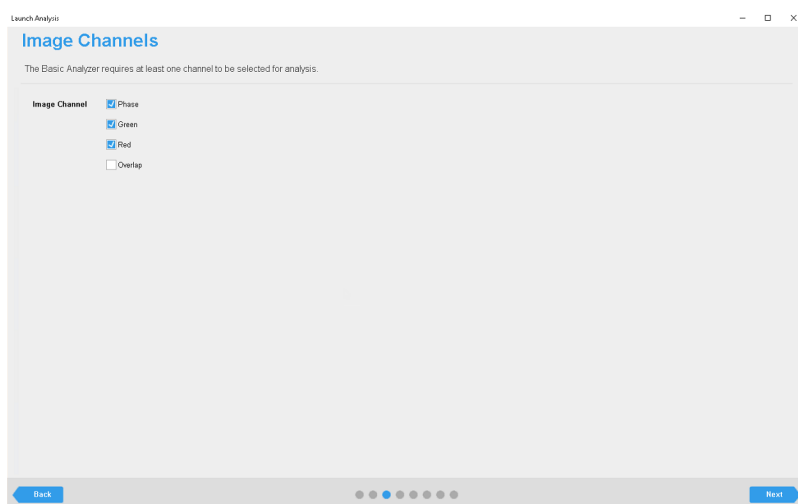 Launch Analysis
Image Channels
The Basic Analyzer requires at least one channel to be selected for analysis.
Image Channel Phase
Green
Red
Overlap
Back Next